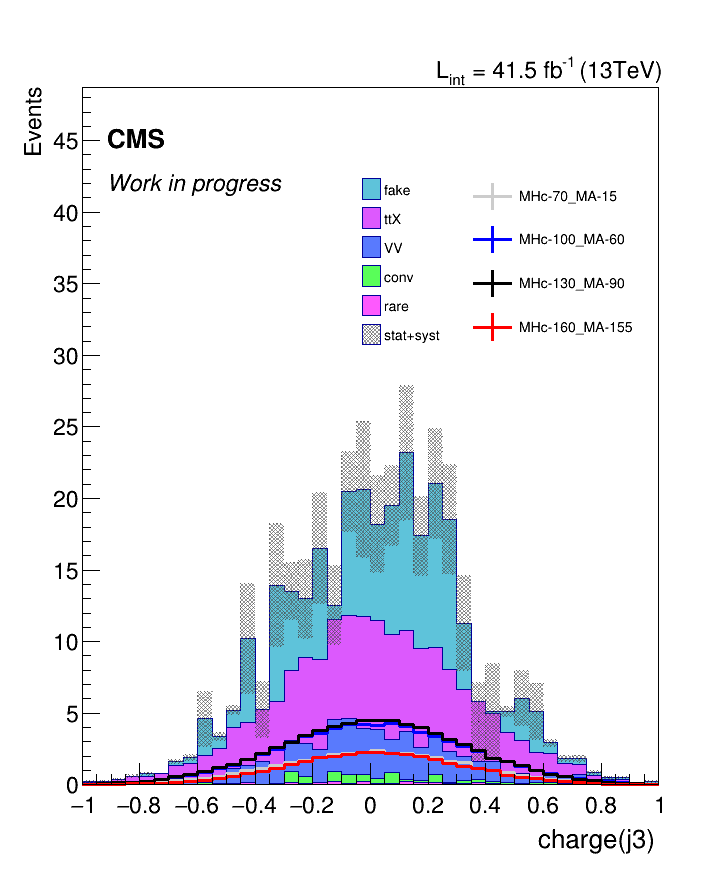 L_int = 41.5 fb^-1 (13TeV)
Events
CMS
Work in progress
fake
ttX
VV
conv
rare
stat+syst
MHc-70_MA-15
MHc-100_MA-60
MHc-130_MA-90
MHc-160_MA-155
45
40
35
30
25
20
15
10
5
0
−1 −0.8 −0.6 −0.4 −0.2 0 0.2 0.4 0.6 0.8 1
charge(j3)